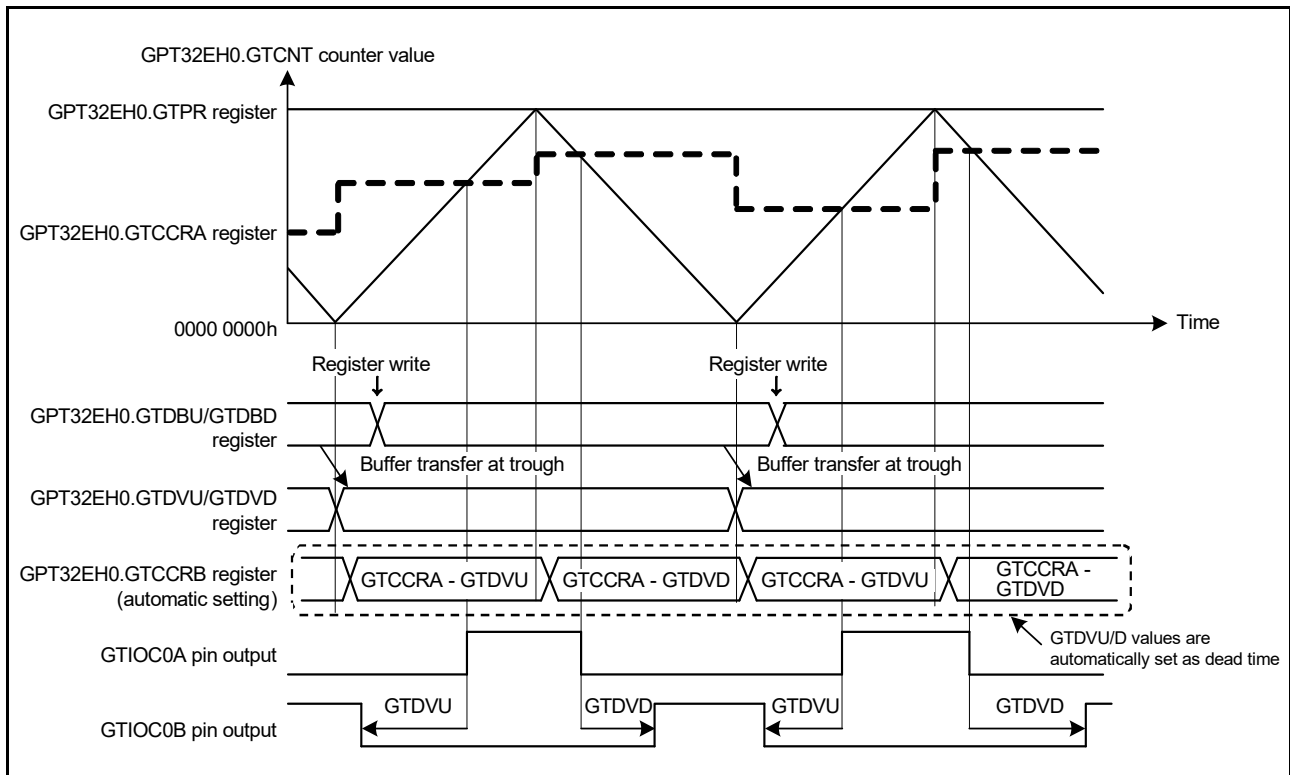 GPT32EH0.GTCNT counter value
GPT32EH0.GTPR register
GPT32EH0.GTCCRA register
0000 0000h
Time
Register write
Register write
GPT32EH0.GTDBU/GTDBD
register
Buffer transfer at trough
Buffer transfer at trough
GPT32EH0.GTDVU/GTDVD
register
GPT32EH0.GTCCRB register
(automatic setting)
GTCCRA - GTDVU
GTCCRA - GTDVD
GTCCRA - GTDVU
GTCCRA -
GTDVD
GTDVU/D values are
automatically set as dead time
GTIOC0A pin output
GTDVU
GTDVD
GTDVU
GTDVD
GTIOC0B pin output